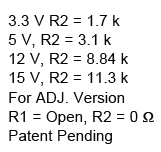 3.3 V R2 = 1.7 k
5 V, R2 = 3.1 k
12 V, R2 = 8.84 k
15 V, R2 = 11.3 k
For ADJ. Version
R1 = Open, R2 = 0 Ω
Patent Pending